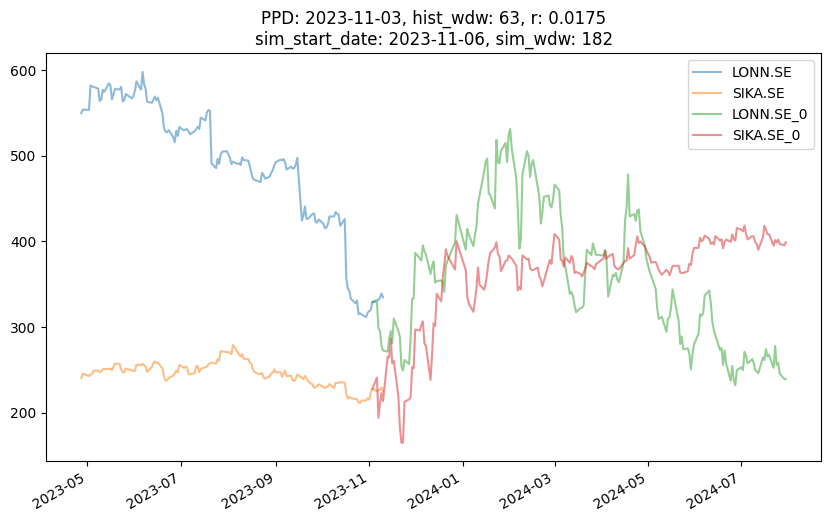 PPD: 2023-11-03, hist_wdw: 63, r: 0.0175
sim_start_date: 2023-11-06, sim_wdw: 182
LONN.SE
SIKA.SE
LONN.SE_0
SIKA.SE_0
600
500
400
300
200
2023-05
2023-07
2023-09
2023-11
2024-01
2024-03
2024-05
2024-07